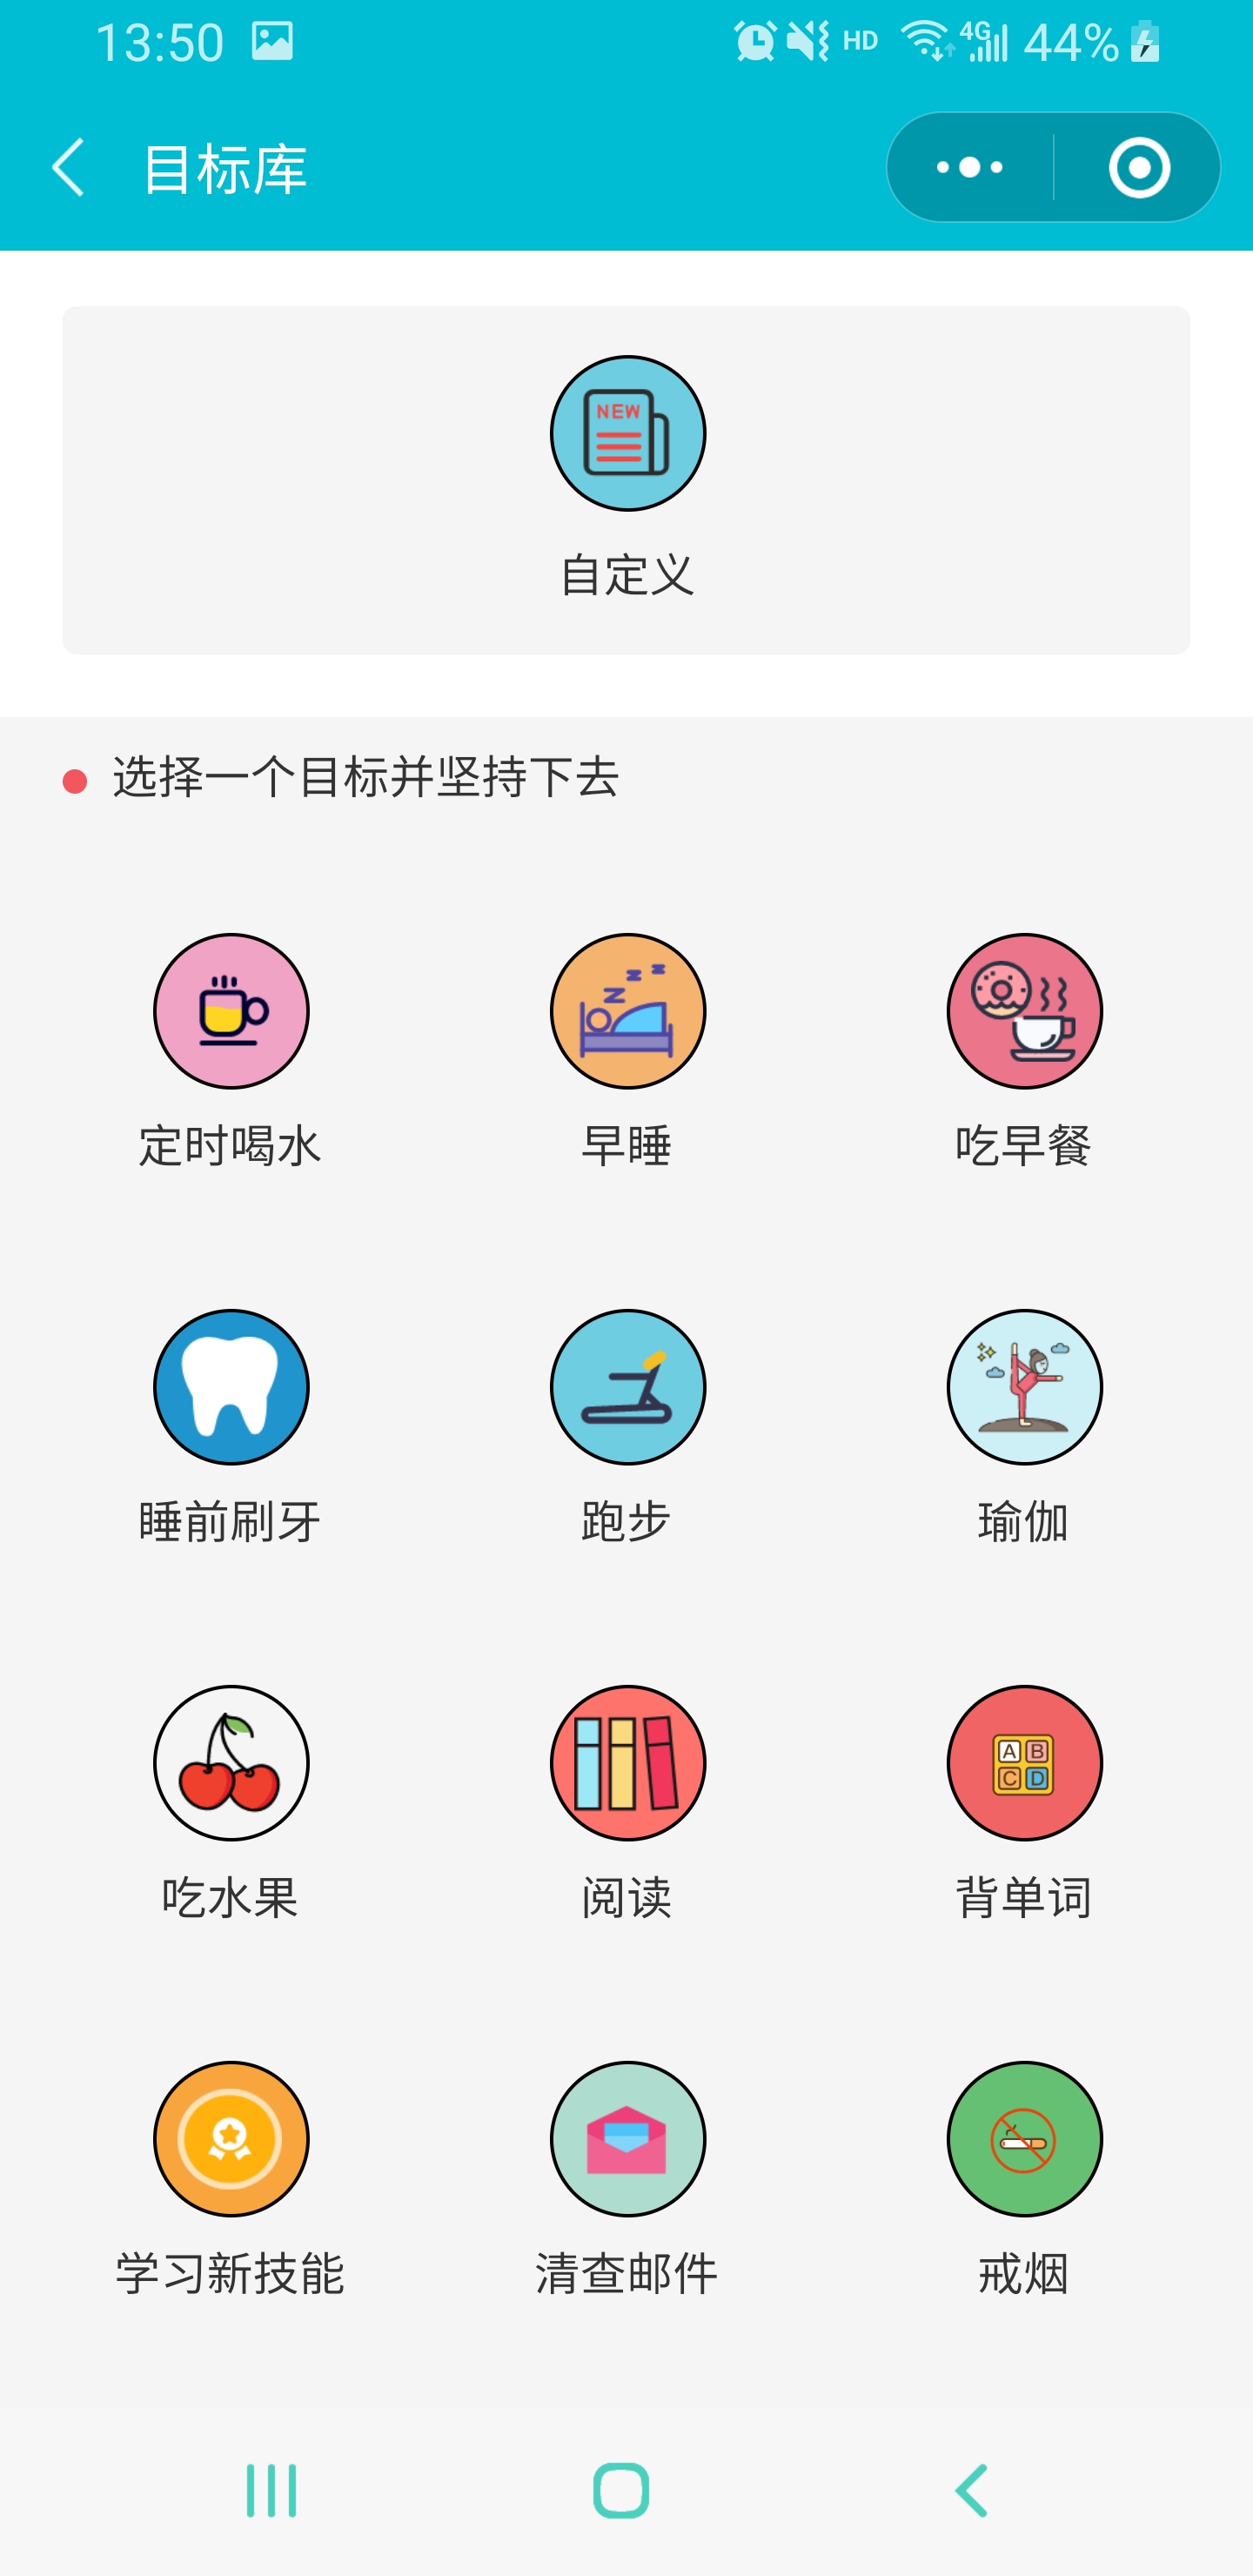 13:50 HD 4G 44%
目标库
NEW
自定义
选择一个目标并坚持下去
定时喝水 早睡 吃早餐
睡前刷牙 跑步 瑜伽
A B
C D
吃水果 阅读 背单词
学习新技能 清查邮件 戒烟